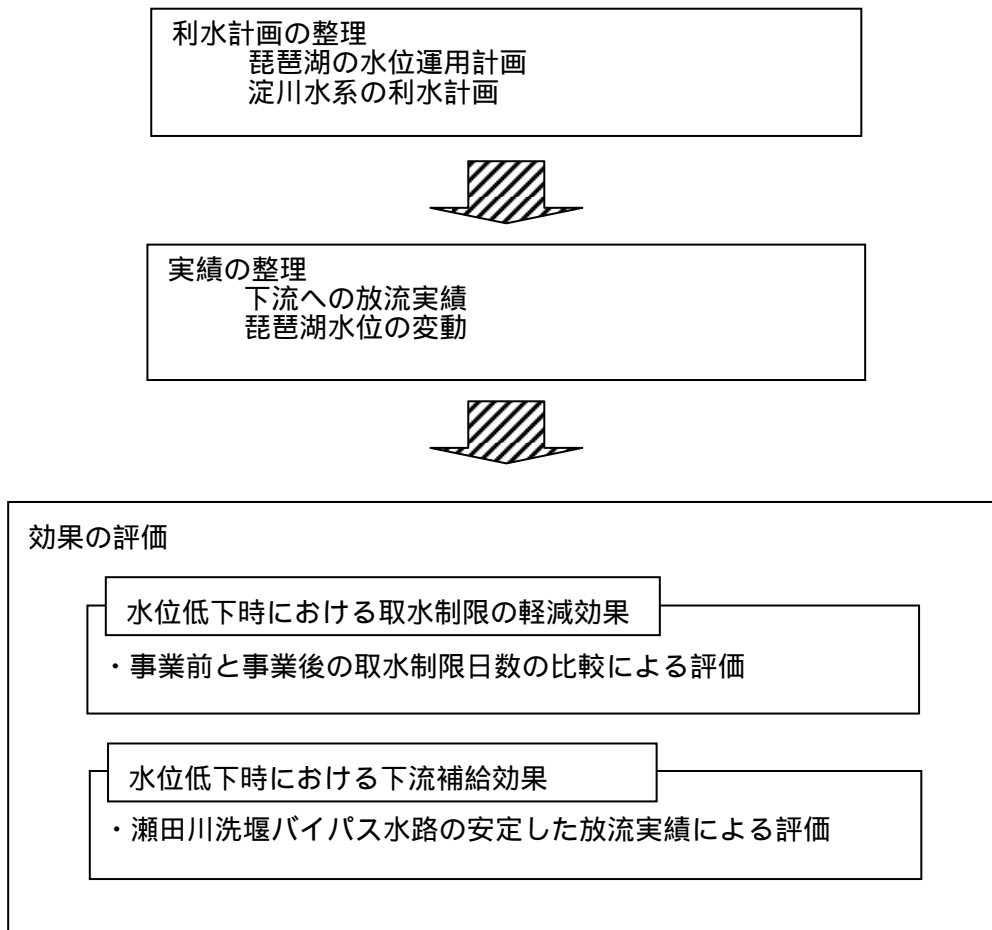 利水計画の整理
琵琶湖の水位運用計画
淀川水系の利水計画
実績の整理
下流への放流実績
琵琶湖水位の変動
効果の評価
水位低下時における取水制限の軽減効果
・事業前と事業後の取水制限日数の比較による評価
水位低下時における下流補給効果
・瀬田川洗堰バイパス水路の安定した放流実績による評価